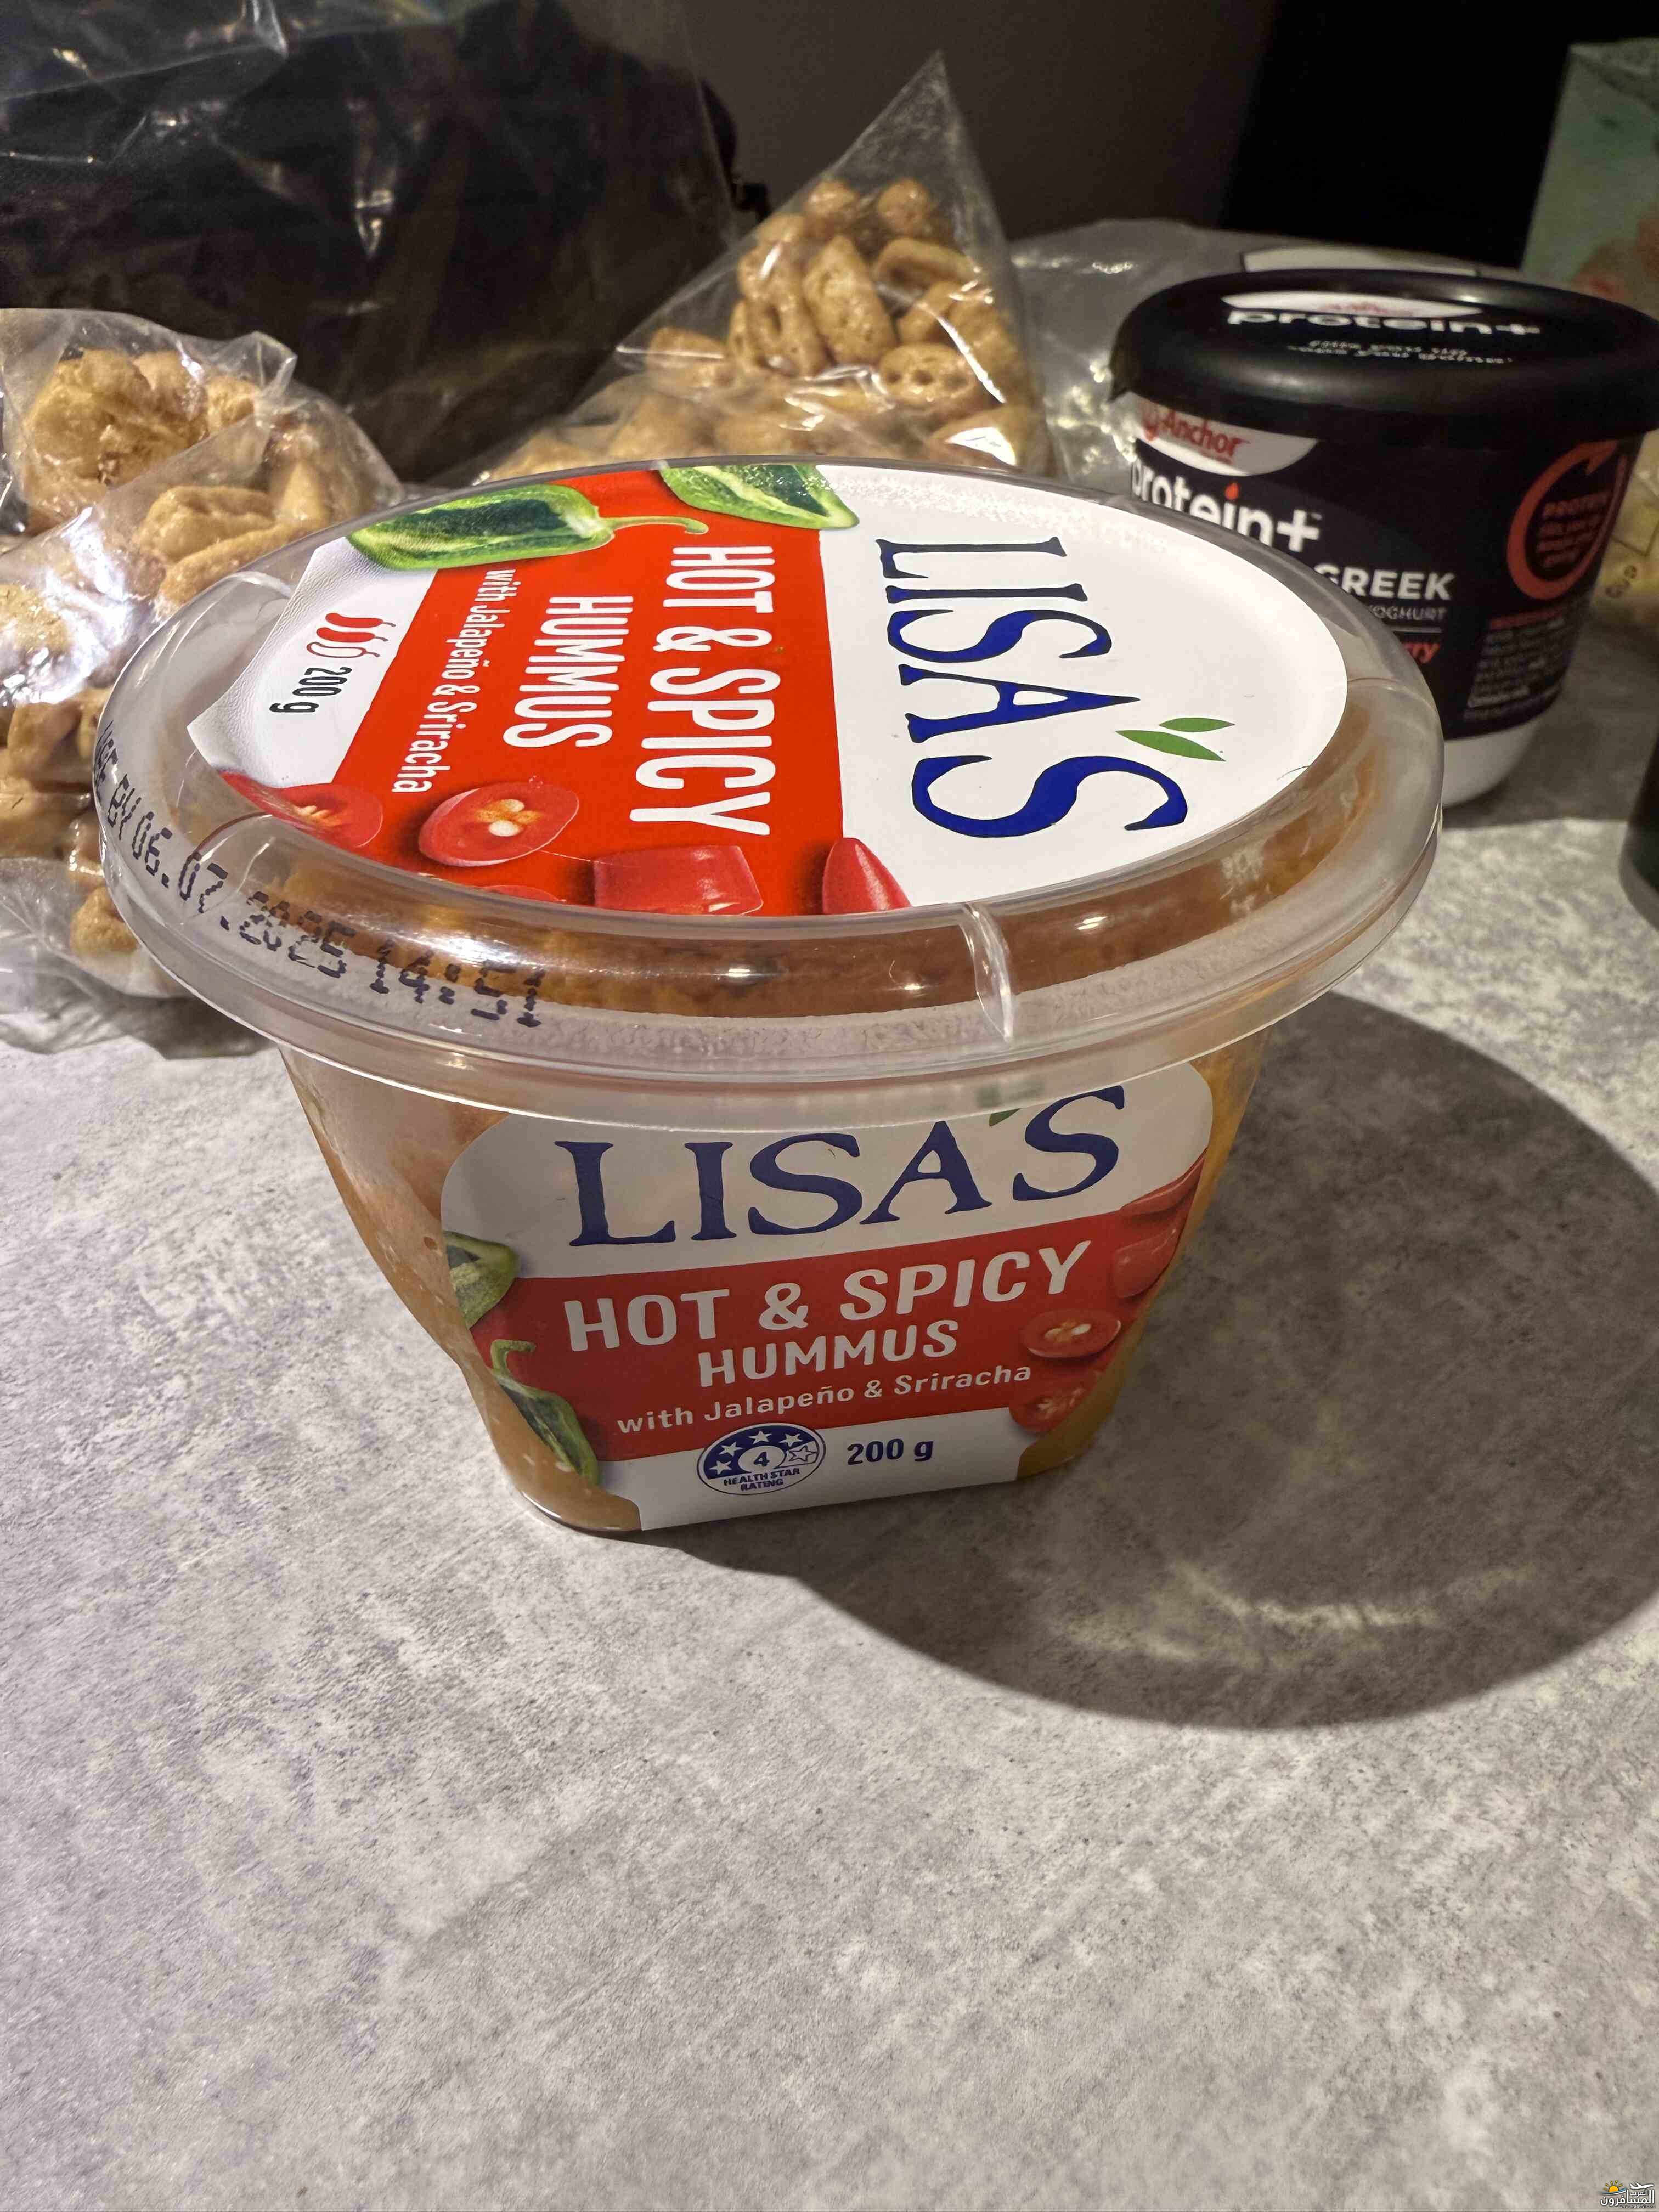 protein+
Anchor
protein+
GREEK
YOGHURT
LISA'S
HOT & SPICY
HUMMUS
with Jalapeño & Sriracha
200 g
USE BY 06.07.2025 14:51
LISA'S
HOT & SPICY
HUMMUS
with Jalapeño & Sriracha
4
HEALTH STAR
RATING
200 g
المسافرون